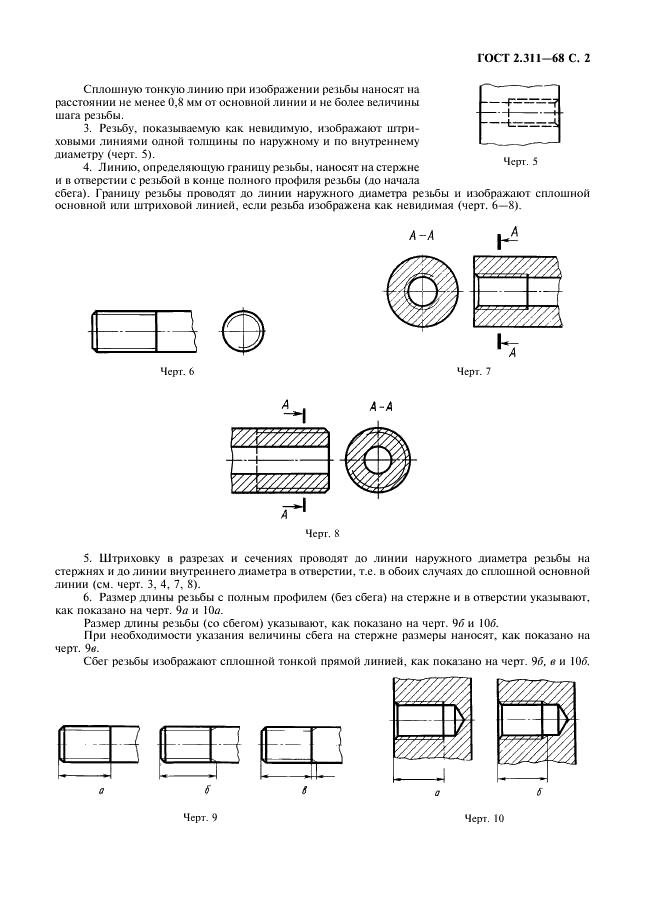 ГОСТ 2.311—68 С. 2
Сплошную тонкую линию при изображении резьбы наносят на
расстоянии не менее 0,8 мм от основной линии и не более величины
шага резьбы.
3. Резьбу, показываемую как невидимую, изображают штри-
ховыми линиями одной толщины по наружному и по внутреннему
диаметру (черт. 5).
Черт. 5
4. Линию, определяющую границу резьбы, наносят на стержне
и в отверстии с резьбой в конце полного профиля резьбы (до начала
сбега). Границу резьбы проводят до линии наружного диаметра резьбы и изображают сплошной
основной или штриховой линией, если резьба изображена как невидимая (черт. 6—8).
А–А
А
А
Черт. 6
Черт. 7
А
А–А
А
Черт. 8
5. Штриховку в разрезах и сечениях проводят до линии наружного диаметра резьбы на
стержнях и до линии внутреннего диаметра в отверстии, т.е. в обоих случаях до сплошной основной
линии (см. черт. 3, 4, 7, 8).
6. Размер длины резьбы с полным профилем (без сбега) на стержне и в отверстии указывают,
как показано на черт. 9а и 10а.
Размер длины резьбы (со сбегом) указывают, как показано на черт. 9б и 10б.
При необходимости указания величины сбега на стержне размеры наносят, как показано на
черт. 9в.
Сбег резьбы изображают сплошной тонкой прямой линией, как показано на черт. 9б, в и 10б.
а
б
в
а
б
Черт. 9
Черт. 10